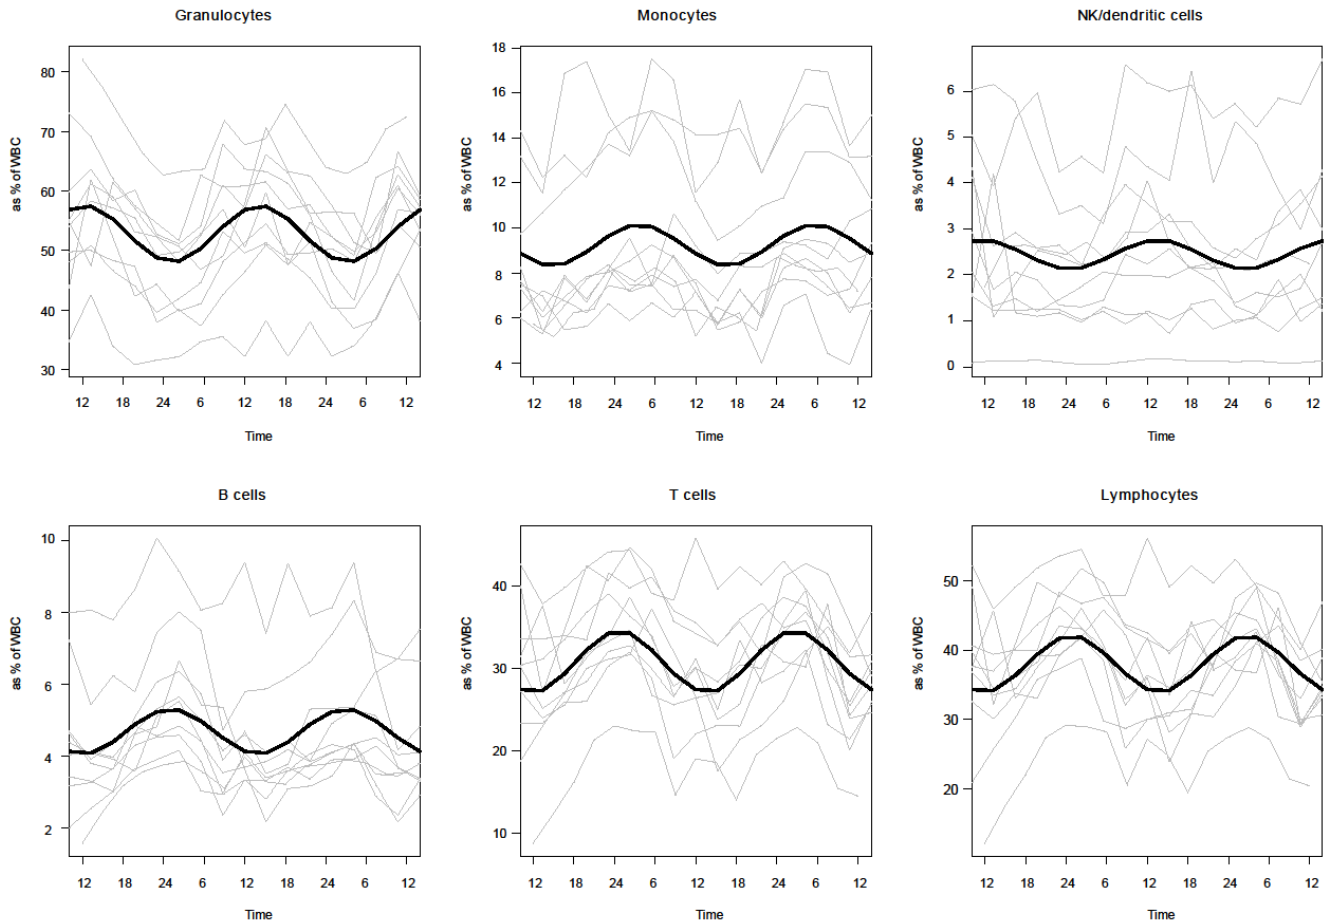 Granulocytes
as % of WBC
80
70
60
50
40
30
12 18 24 6 12 18 24 6 12
Time
Monocytes
as % of WBC
18
16
14
12
10
8
6
4
12 18 24 6 12 18 24 6 12
Time
NK/dendritic cells
as % of WBC
6
5
4
3
2
1
0
12 18 24 6 12 18 24 6 12
Time
B cells
as % of WBC
10
8
6
4
2
12 18 24 6 12 18 24 6 12
Time
T cells
as % of WBC
40
30
20
10
12 18 24 6 12 18 24 6 12
Time
Lymphocytes
as % of WBC
50
40
30
20
12 18 24 6 12 18 24 6 12
Time